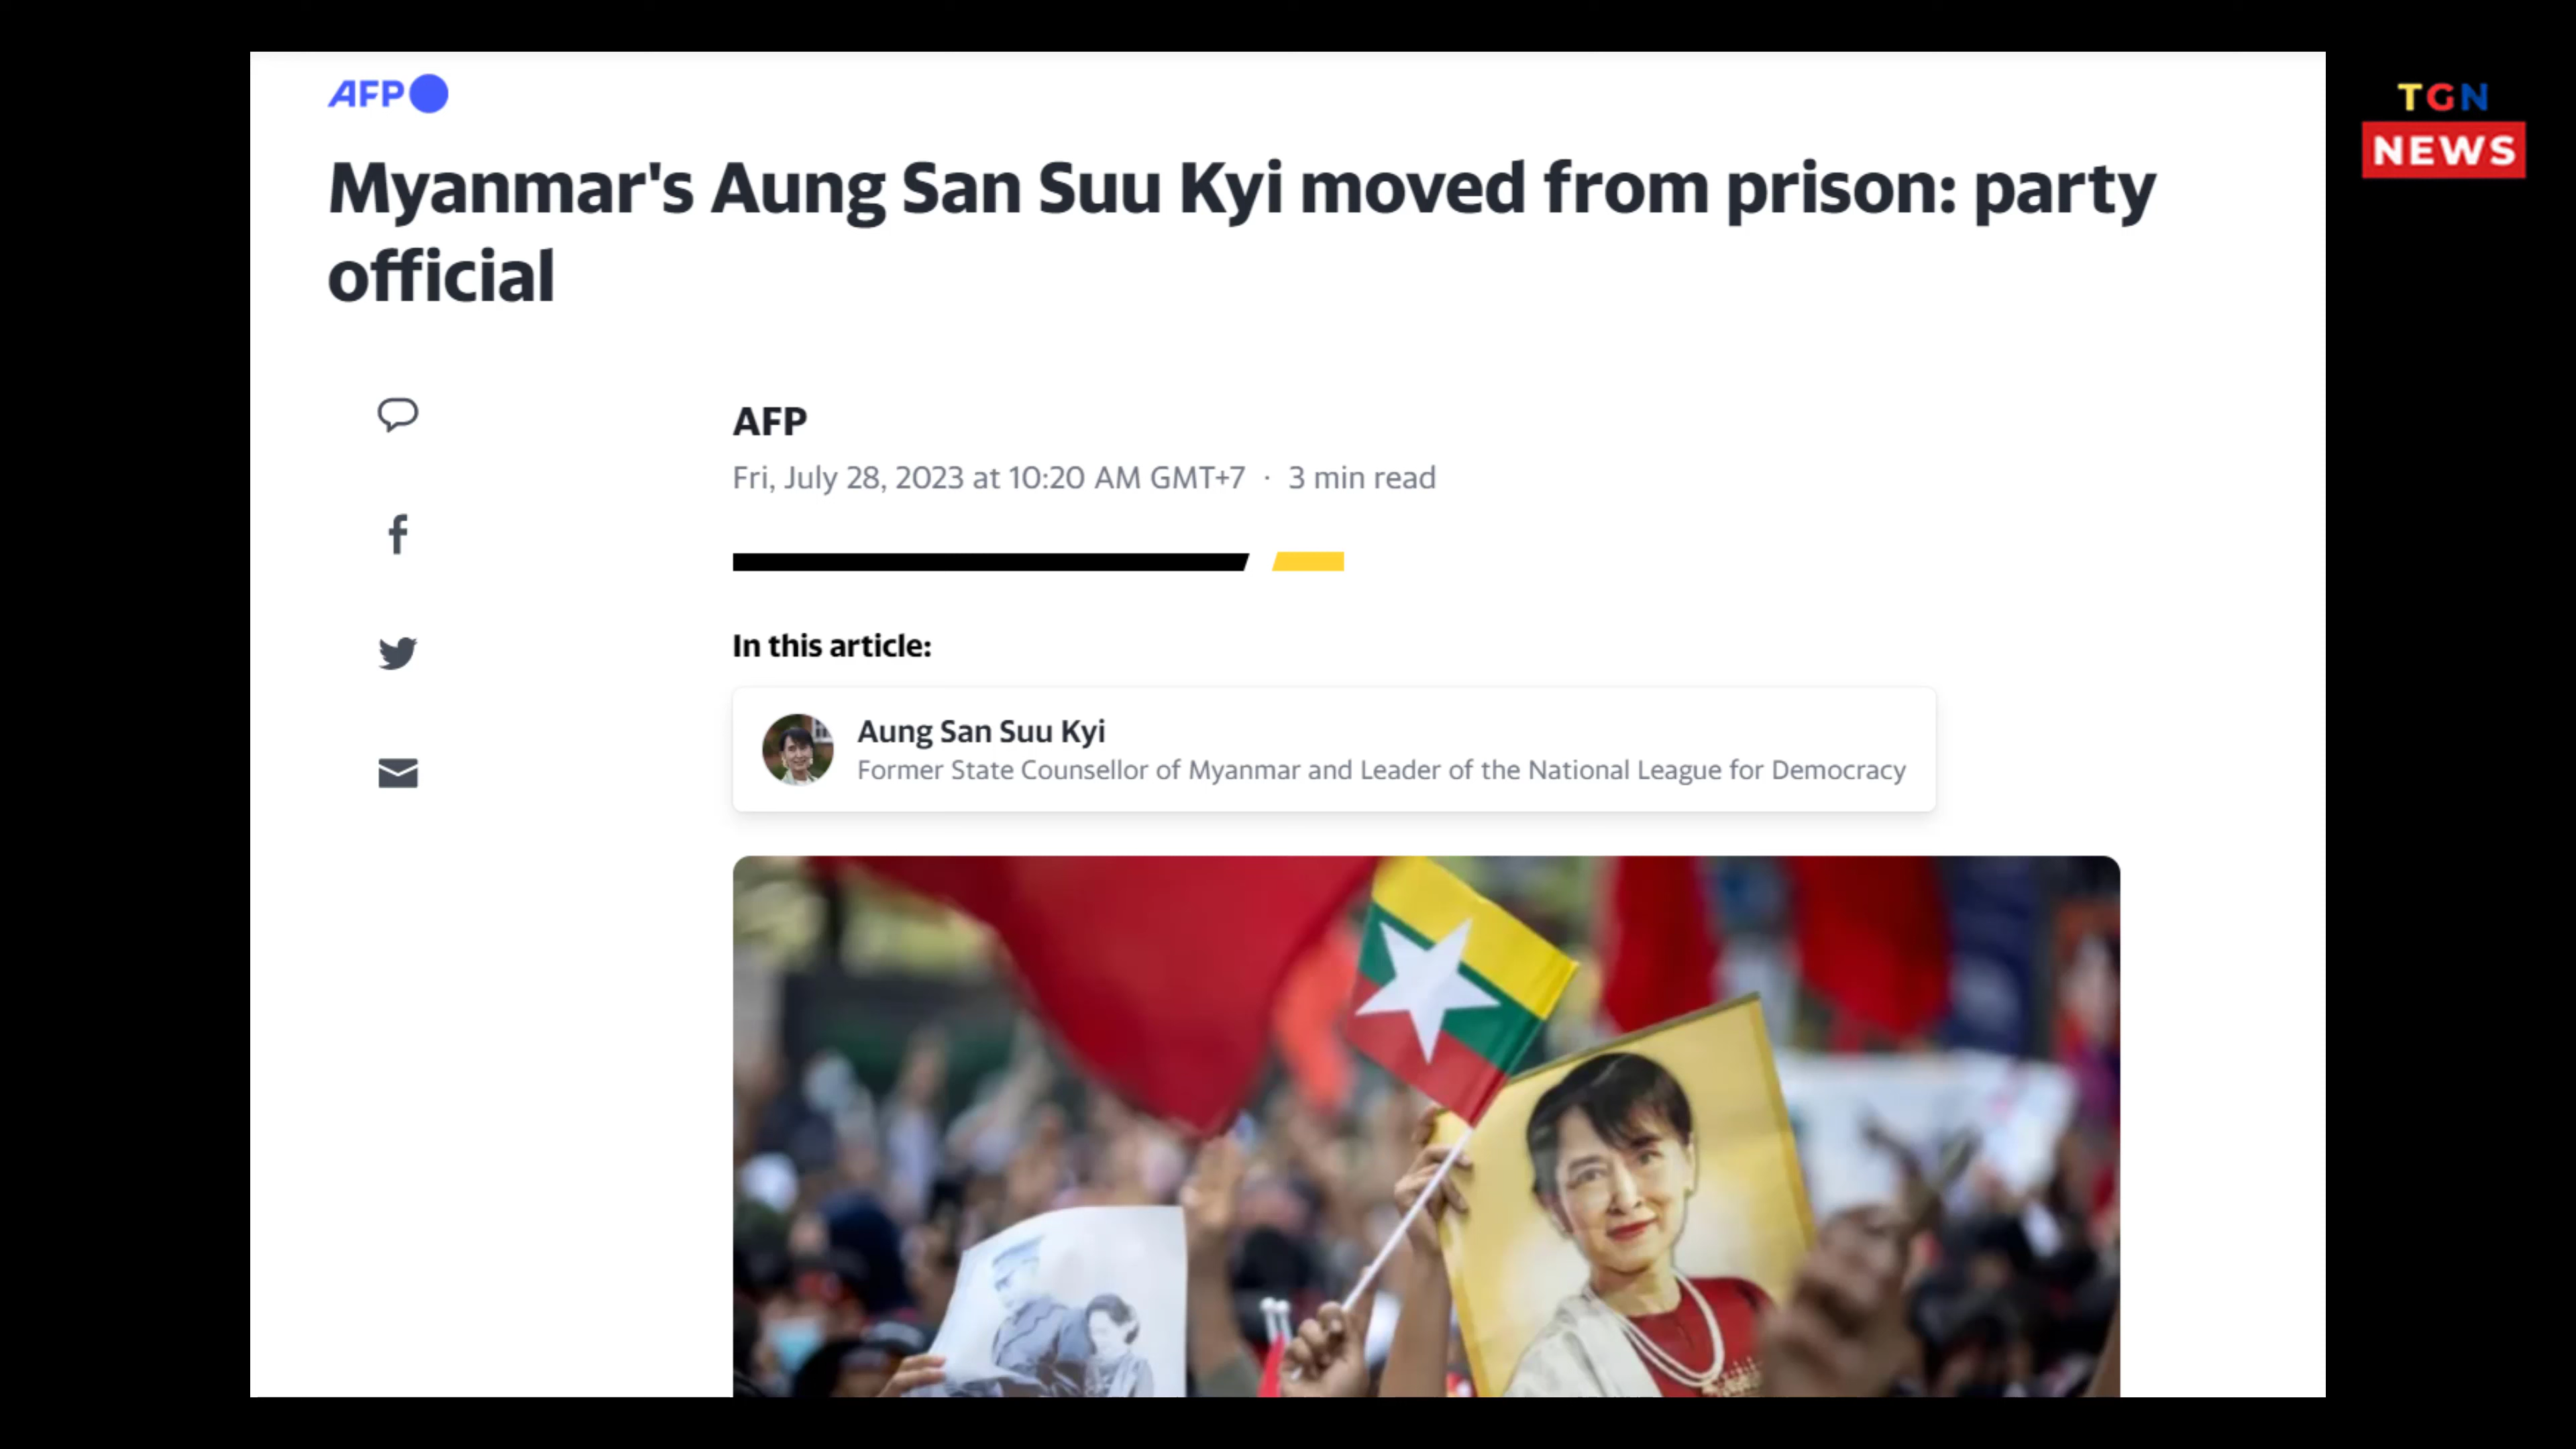 AFP
TGN
NEWS
Myanmar's Aung San Suu Kyi moved from prison: party
official
AFP
Fri, July 28, 2023 at 10:20 AM GMT+7 · 3 min read
In this article:
Aung San Suu Kyi
Former State Counsellor of Myanmar and Leader of the National League for Democracy